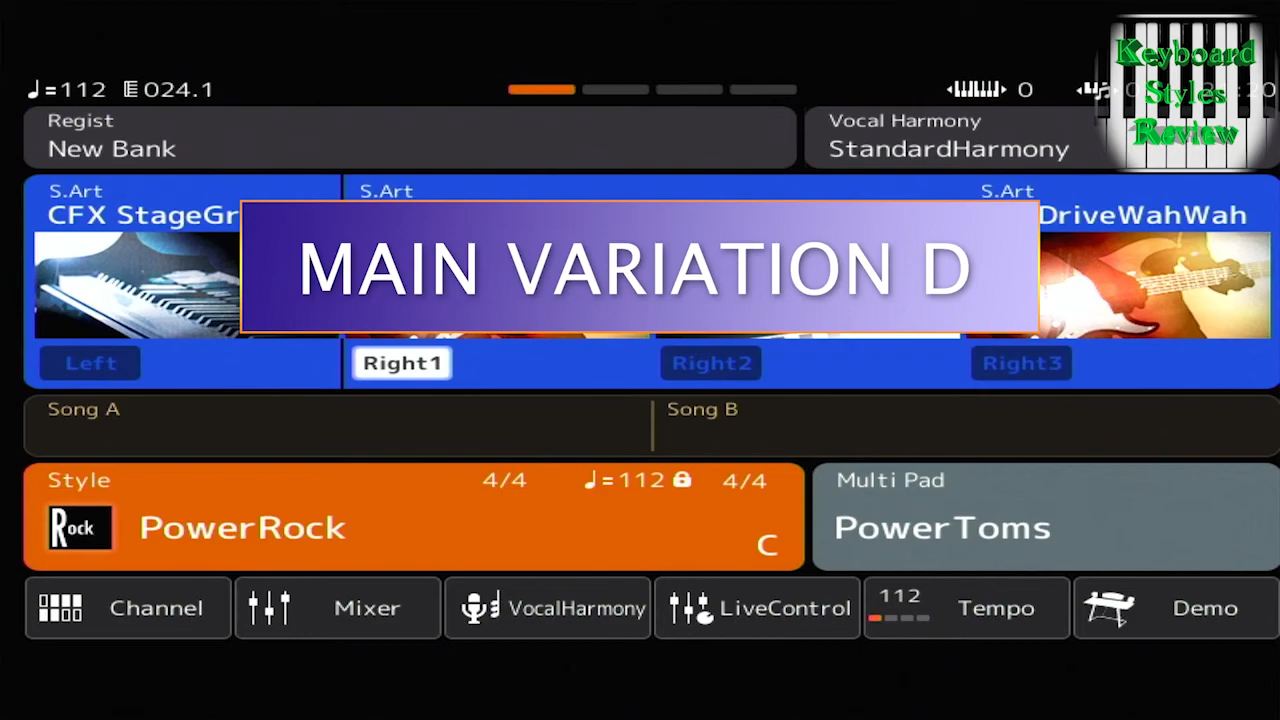 ♩=112 024.1
0
Keyboard
Styles
Review
Regist
New Bank
Vocal Harmony
StandardHarmony
S.Art
S.Art
S.Art
CFX StageGr
DriveWahWah
MAIN VARIATION D
Left
Right1
Right2
Right3
Song A
Song B
Style
4/4
♩=112
4/4
Rock
PowerRock
C
Multi Pad
PowerToms
Channel
Mixer
VocalHarmony
LiveControl
112
Tempo
Demo